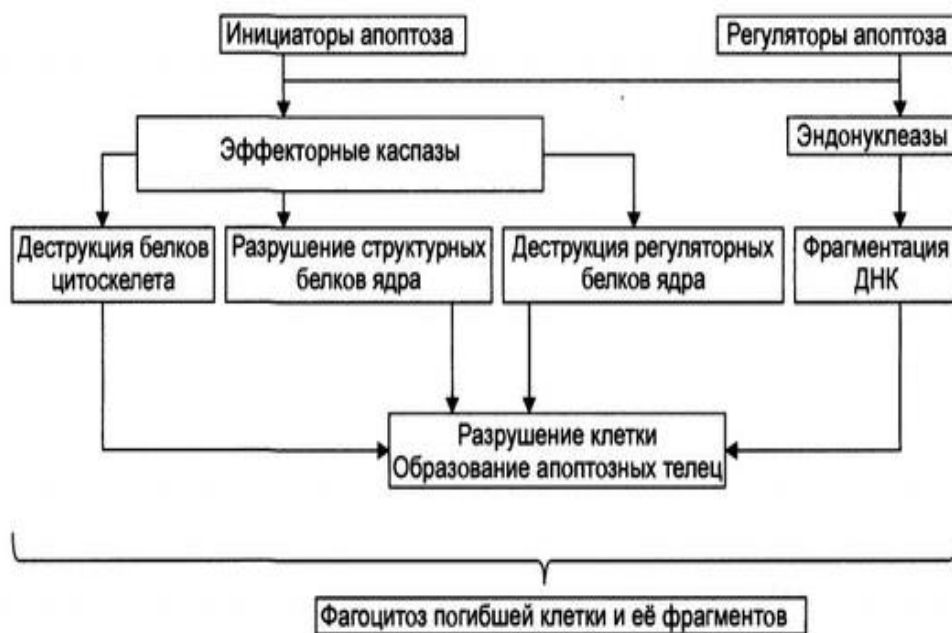 Инициаторы апоптоза
Регуляторы апоптоза
Эффекторные каспазы
Эндонуклеазы
Деструкция белков
цитоскелета
Разрушение структурных
белков ядра
Деструкция регуляторных
белков ядра
Фрагментация
ДНК
Разрушение клетки
Образование апоптозных телец
Фагоцитоз погибшей клетки и её фрагментов